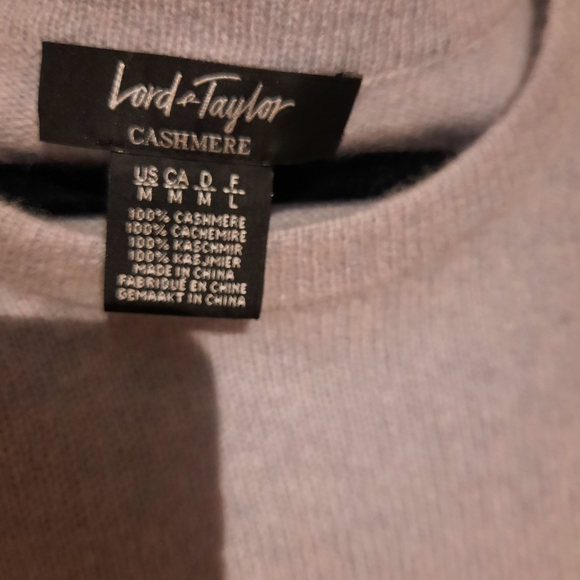 Lord & Taylor
CASHMERE
US CA D F
M M M L
100% CASHMERE
100% CACHEMIRE
100% KASCHMIR
100% KASJMIER
MADE IN CHINA
FABRIQUÉ EN CHINE
GEMAAKT IN CHINA